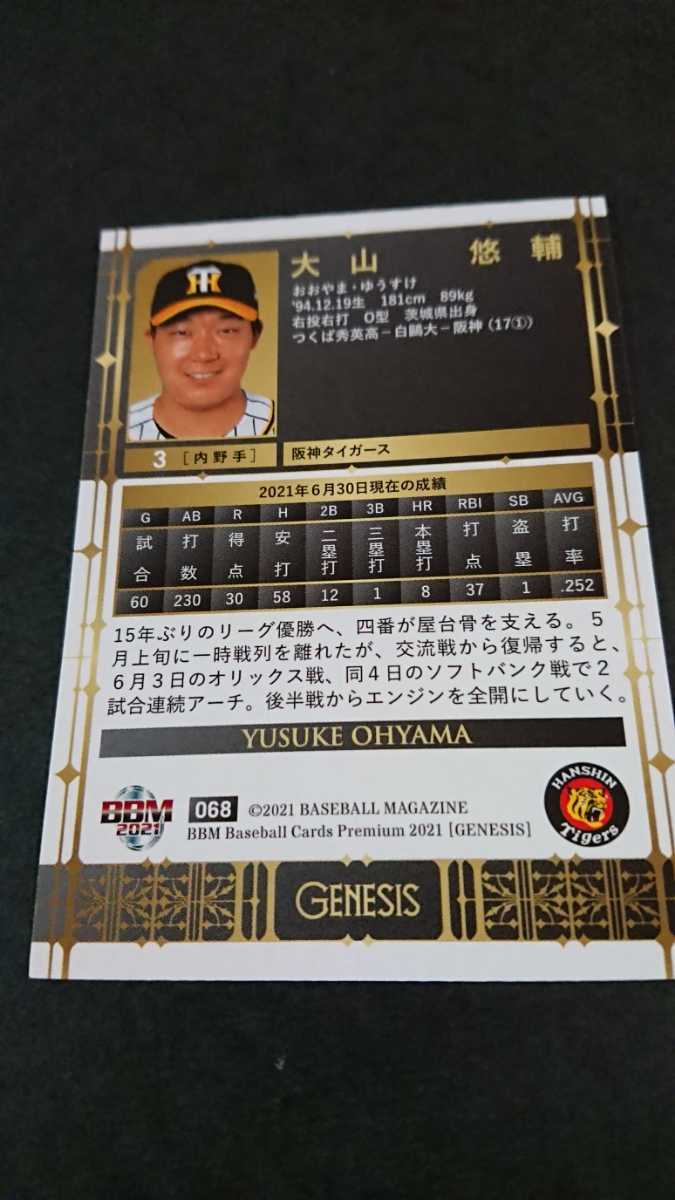 大山 悠輔
おおやま・ゆうすけ
'94.12.19生 181cm 89kg
右投右打 O型 茨城県出身
つくば秀英高－白鷗大－阪神（17①）
3 ［内野手］ 阪神タイガース
2021年6月30日現在の成績
G AB R H 2B 3B HR RBI SB AVG
試合 打数 得点 安打 二塁打 三塁打 本塁打 打点 盗塁 打率
60 230 30 58 12 1 8 37 1 .252
15年ぶりのリーグ優勝へ、四番が屋台骨を支える。5
月上旬に一時戦列を離れたが、交流戦から復帰すると、
6月3日のオリックス戦、同4日のソフトバンク戦で2
試合連続アーチ。後半戦からエンジンを全開にしていく。
YUSUKE OHYAMA
BBM
2021
068 ©2021 BASEBALL MAGAZINE
BBM Baseball Cards Premium 2021 [GENESIS]
HANSHIN
Tigers
GENESIS